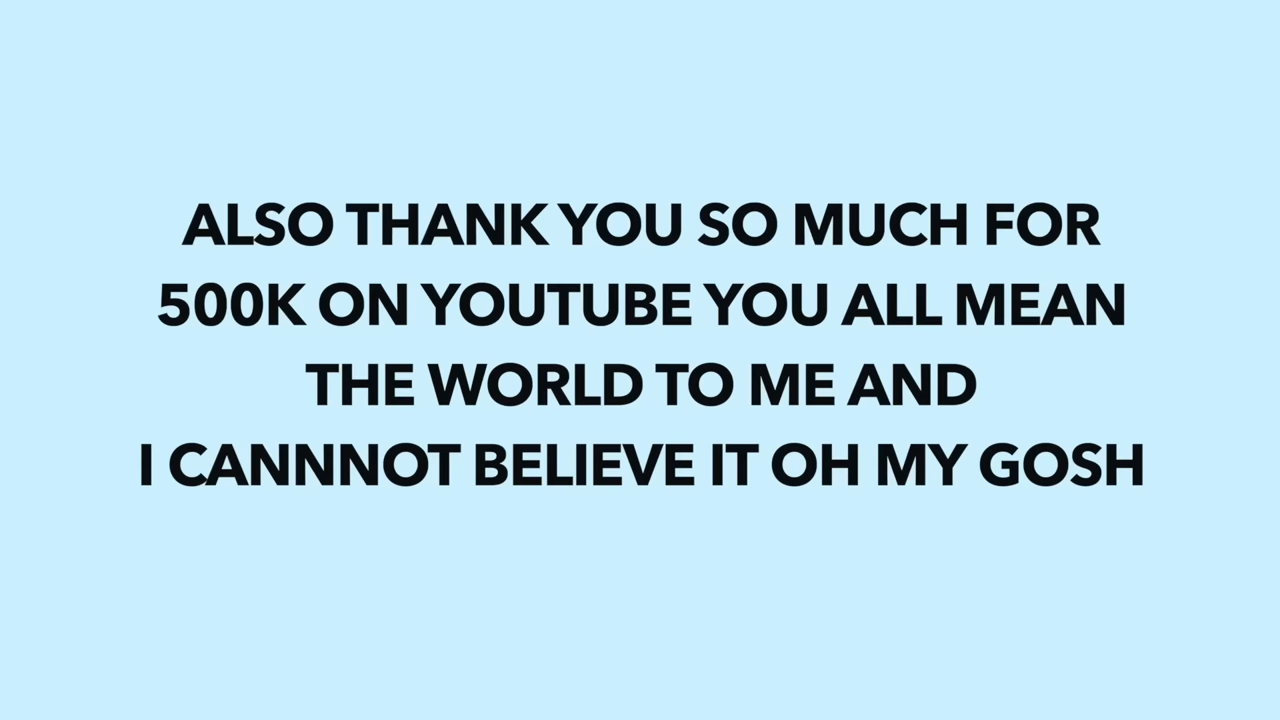 ALSO THANK YOU SO MUCH FOR
500K ON YOUTUBE YOU ALL MEAN
THE WORLD TO ME AND
I CANNNOT BELIEVE IT OH MY GOSH